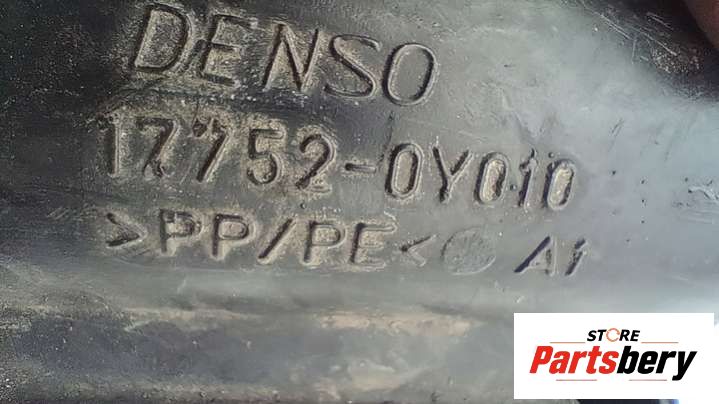 DENSO
17752-0Y010
>PP/PE< A1
STORE
Partsbery